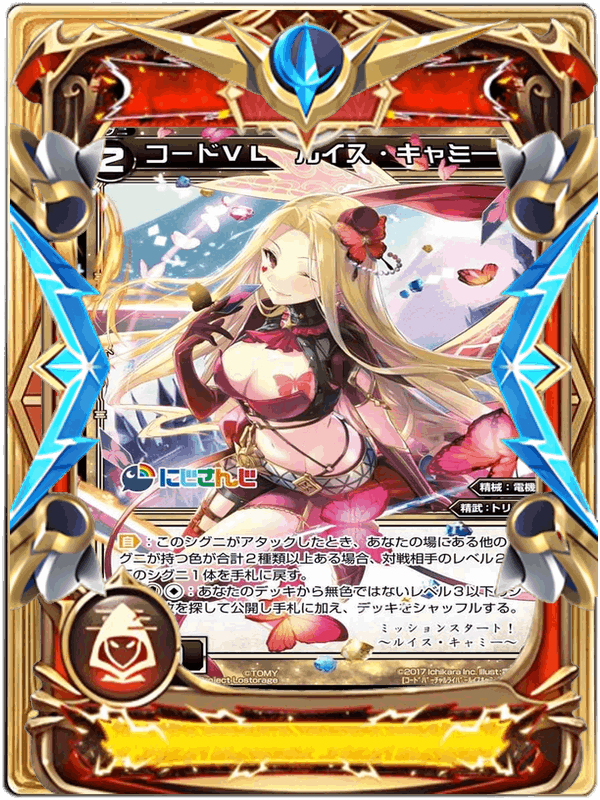 2
コードVL ルイス・キャミー
にじさんじ
精械：電機
精武：トリ
自：このシグニがアタックしたとき、あなたの場にある他の
グニが持つ色が合計２種類以上ある場合、対戦相手のレベル２
のシグニ１体を手札に戻す。
：あなたのデッキから無色ではないレベル３以下
を探して公開し手札に加え、デッキをシャッフルする。
ミッションスタート！
～ルイス・キャミー～
©TOMY
©2017 Ichikara Inc. illust:
oject Lostorage